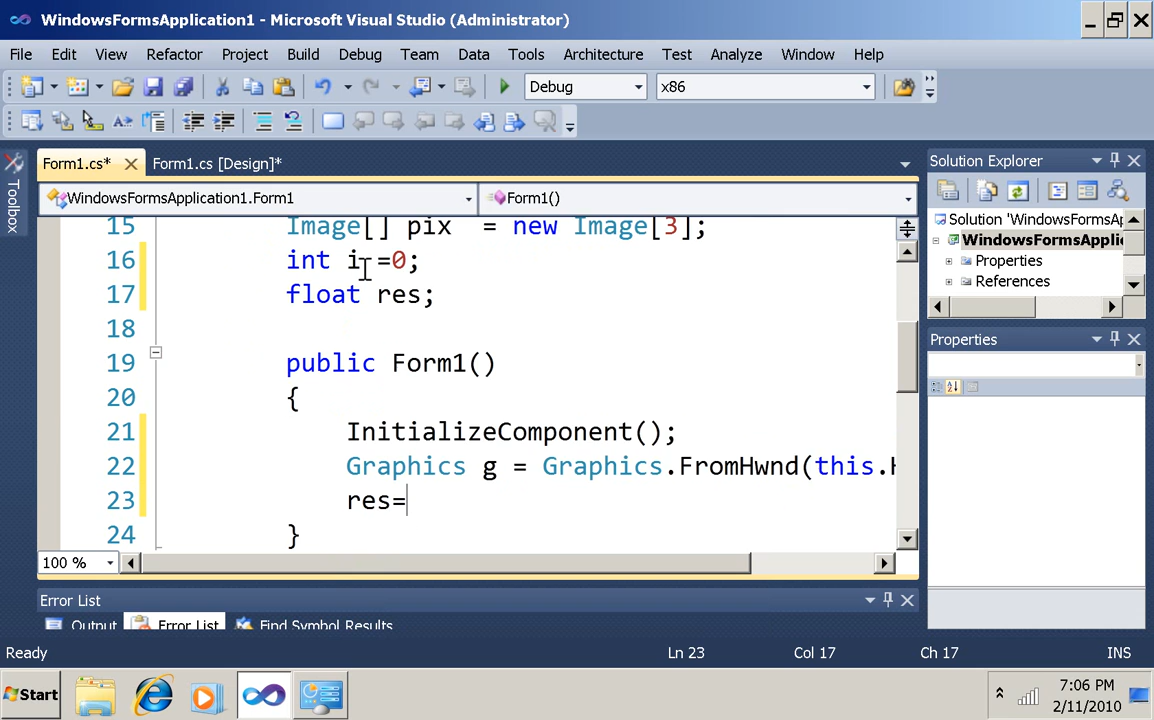 WindowsFormsApplication1 - Microsoft Visual Studio (Administrator)
File Edit View Refactor Project Build Debug Team Data Tools Architecture Test Analyze Window Help
Debug x86
Form1.cs* Form1.cs [Design]*
WindowsFormsApplication1.Form1 Form1()
15 Image[] pix = new Image[3];
16 int i =0;
17 float res;
18
19 public Form1()
20 {
21 InitializeComponent();
22 Graphics g = Graphics.FromHwnd(this.H
23 res=
24 }
100 %
Toolbox
Solution Explorer
Solution 'WindowsFormsAp
WindowsFormsAppli
Properties
References
Properties
Error List
Output Error List Find Symbol Results
Ready Ln 23 Col 17 Ch 17 INS
Start
7:06 PM
2/11/2010